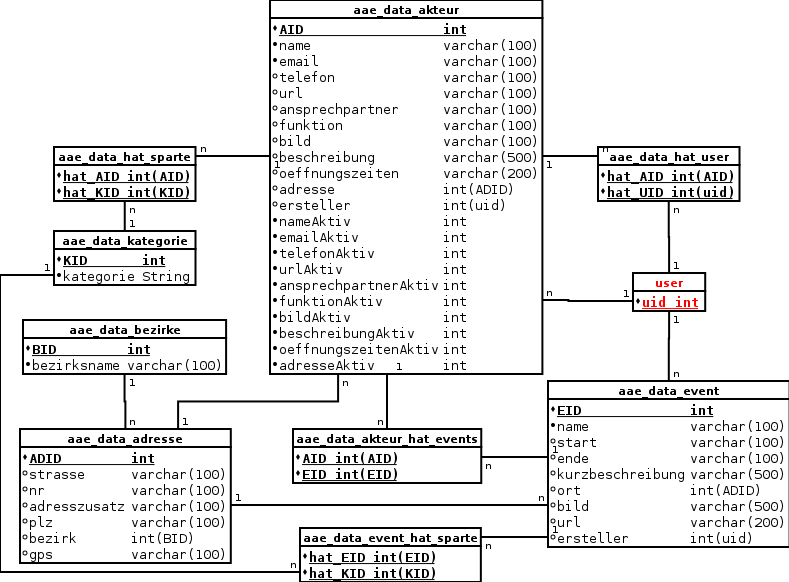 aae_data_akteur
AID int
name varchar(100)
email varchar(100)
telefon varchar(100)
url varchar(100)
ansprechpartner varchar(100)
funktion varchar(100)
bild varchar(100)
beschreibung varchar(500)
oeffnungszeiten varchar(200)
adresse int(ADID)
ersteller int(uid)
nameAktiv int
emailAktiv int
telefonAktiv int
urlAktiv int
ansprechpartnerAktiv int
funktionAktiv int
bildAktiv int
beschreibungAktiv int
oeffnungszeitenAktiv int
adresseAktiv int
n
1
aae_data_hat_sparte
hat_AID int(AID)
hat_KID int(KID)
n
1
aae_data_kategorie
KID int
kategorie String
1
1
n
aae_data_hat_user
hat_AID int(AID)
hat_UID int(uid)
n
1
user
uid int
n
1
1
n
aae_data_bezirke
BID int
bezirksname varchar(100)
1
n
n
1
1
n
aae_data_adresse
ADID int
strasse varchar(100)
nr varchar(100)
adresszusatz varchar(100)
plz varchar(100)
bezirk int(BID)
gps varchar(100)
aae_data_akteur_hat_events
AID int(AID)
EID int(EID)
n
1
aae_data_event
EID int
name varchar(100)
start varchar(100)
ende varchar(100)
kurzbeschreibung varchar(500)
ort int(ADID)
bild varchar(500)
url varchar(200)
ersteller int(uid)
1
n
1
n
aae_data_event_hat_sparte
hat_EID int(EID)
hat_KID int(KID)
n